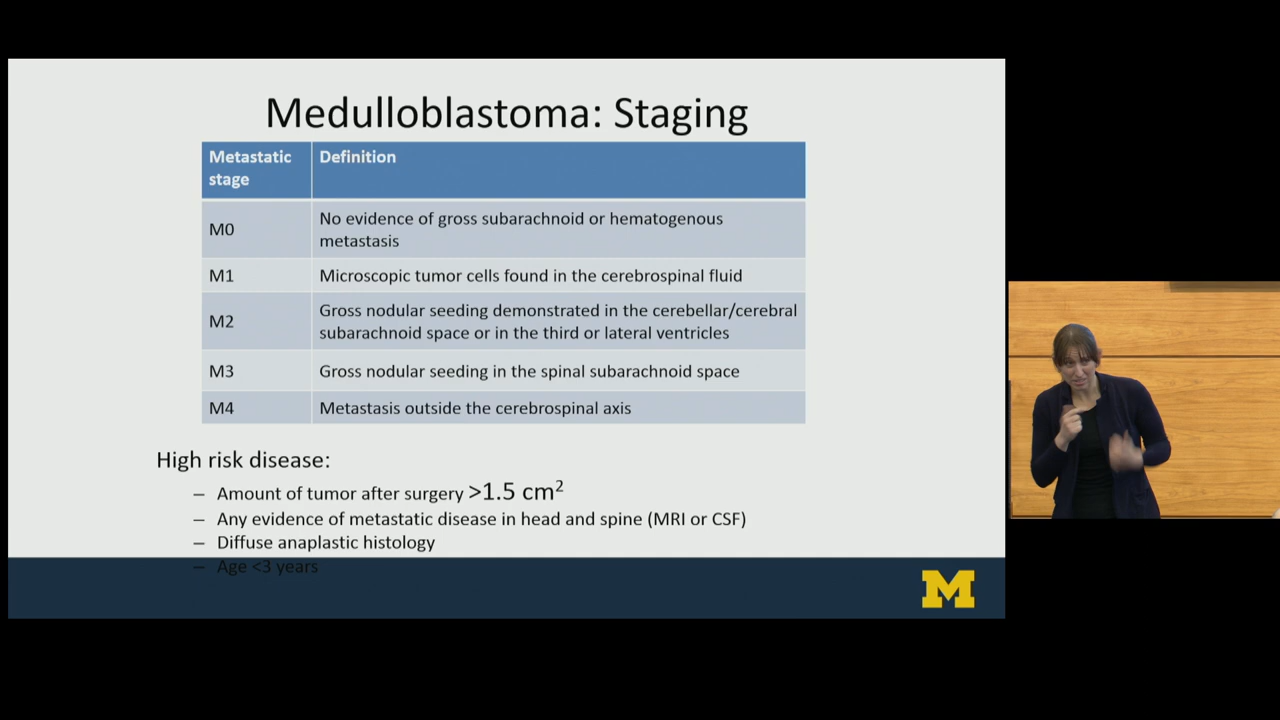 Medulloblastoma: Staging
Metastatic
stage
Definition
M0
No evidence of gross subarachnoid or hematogenous
metastasis
M1
Microscopic tumor cells found in the cerebrospinal fluid
M2
Gross nodular seeding demonstrated in the cerebellar/cerebral
subarachnoid space or in the third or lateral ventricles
M3
Gross nodular seeding in the spinal subarachnoid space
M4
Metastasis outside the cerebrospinal axis
High risk disease:
– Amount of tumor after surgery >1.5 cm²
– Any evidence of metastatic disease in head and spine (MRI or CSF)
– Diffuse anaplastic histology
– Age <3 years
M